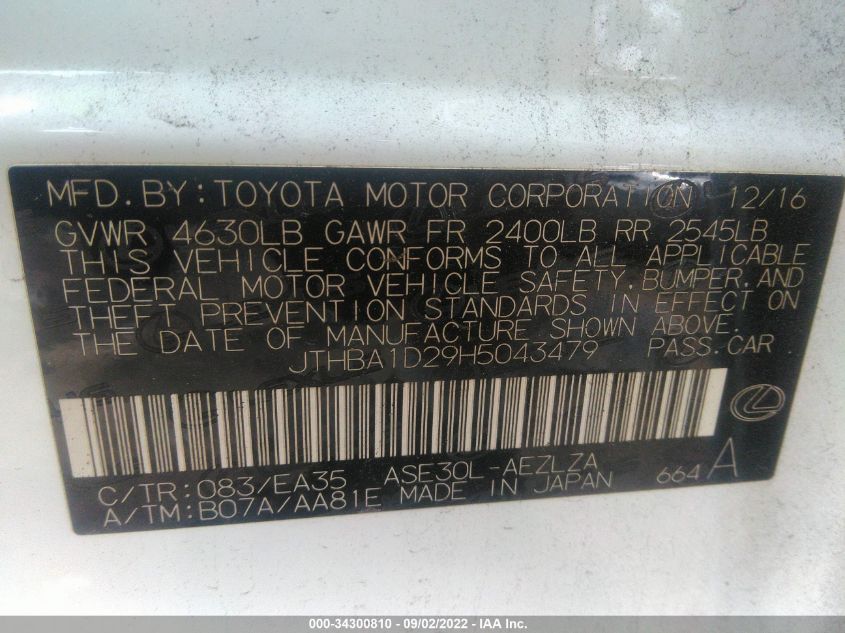 MFD.BY:TOYOTA MOTOR CORPORATION 12/16
GVWR 4630LB GAWR FR 2400LB RR 2545LB
THIS VEHICLE CONFORMS TO ALL APPLICABLE
FEDERAL MOTOR VEHICLE SAFETY,BUMPER,AND
THEFT PREVENTION STANDARDS IN EFFECT ON
THE DATE OF MANUFACTURE SHOWN ABOVE.
JTHBA1D29H5043479 PASS.CAR
C/TR:083/EA35 ASE30L-AEZLZA
A/TM:B07A/AA81E MADE IN JAPAN 664 A
000-34300810 - 09/02/2022 - IAA Inc.